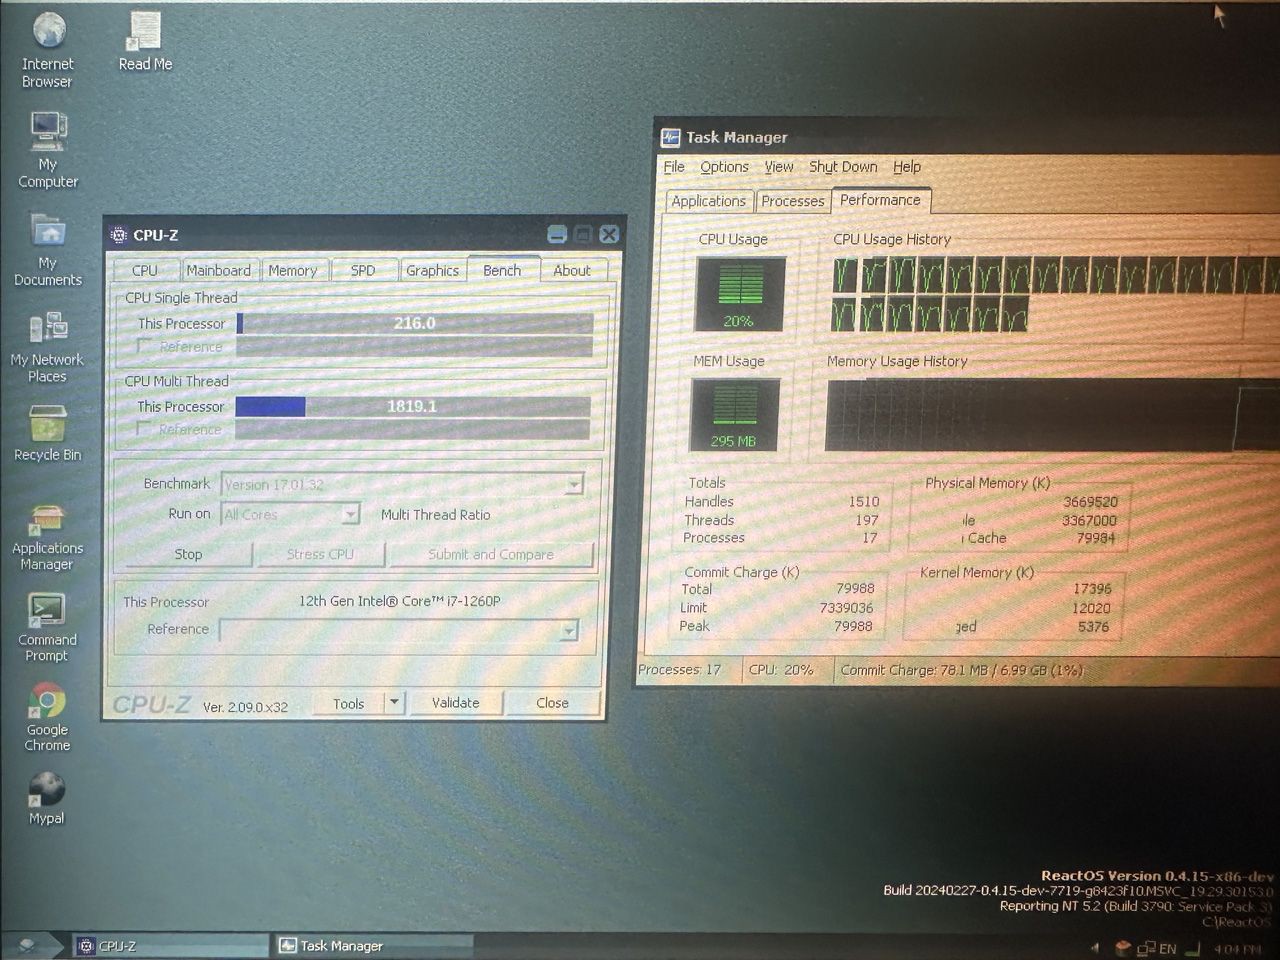 Internet
Browser
Read Me
My
Computer
My
Documents
My Network
Places
Recycle Bin
Applications
Manager
Command
Prompt
Google
Chrome
Mypal
CPU-Z
CPU
Mainboard
Memory
SPD
Graphics
Bench
About
CPU Single Thread
This Processor
216.0
Reference
CPU Multi Thread
This Processor
1819.1
Reference
Benchmark
Version 17.01.32
Run on
All Cores
Multi Thread Ratio
Stop
Stress CPU
Submit and Compare
This Processor
12th Gen Intel® Core™ i7-1260P
Reference
CPU-Z
Ver. 2.09.0.x32
Tools
Validate
Close
Task Manager
File Options View Shut Down Help
Applications
Processes
Performance
CPU Usage
20%
CPU Usage History
MEM Usage
295 MB
Memory Usage History
Totals
Handles 1510
Threads 197
Processes 17
Physical Memory (K)
3669520
3367000
Cache 79984
Commit Charge (K)
Total 79988
Limit 7339036
Peak 79988
Kernel Memory (K)
17396
12020
5376
Processes: 17
CPU: 20%
Commit Charge: 78.1 MB / 6.99 GB (1%)
ReactOS Version 0.4.15-x86-dev
Build 20240227-0.4.15-dev-7719-g8423f10.MSVC_19.29.30153.0
Reporting NT 5.2 (Build 3790: Service Pack 3)
C:\ReactOS
CPU-Z
Task Manager
EN
4:04 PM